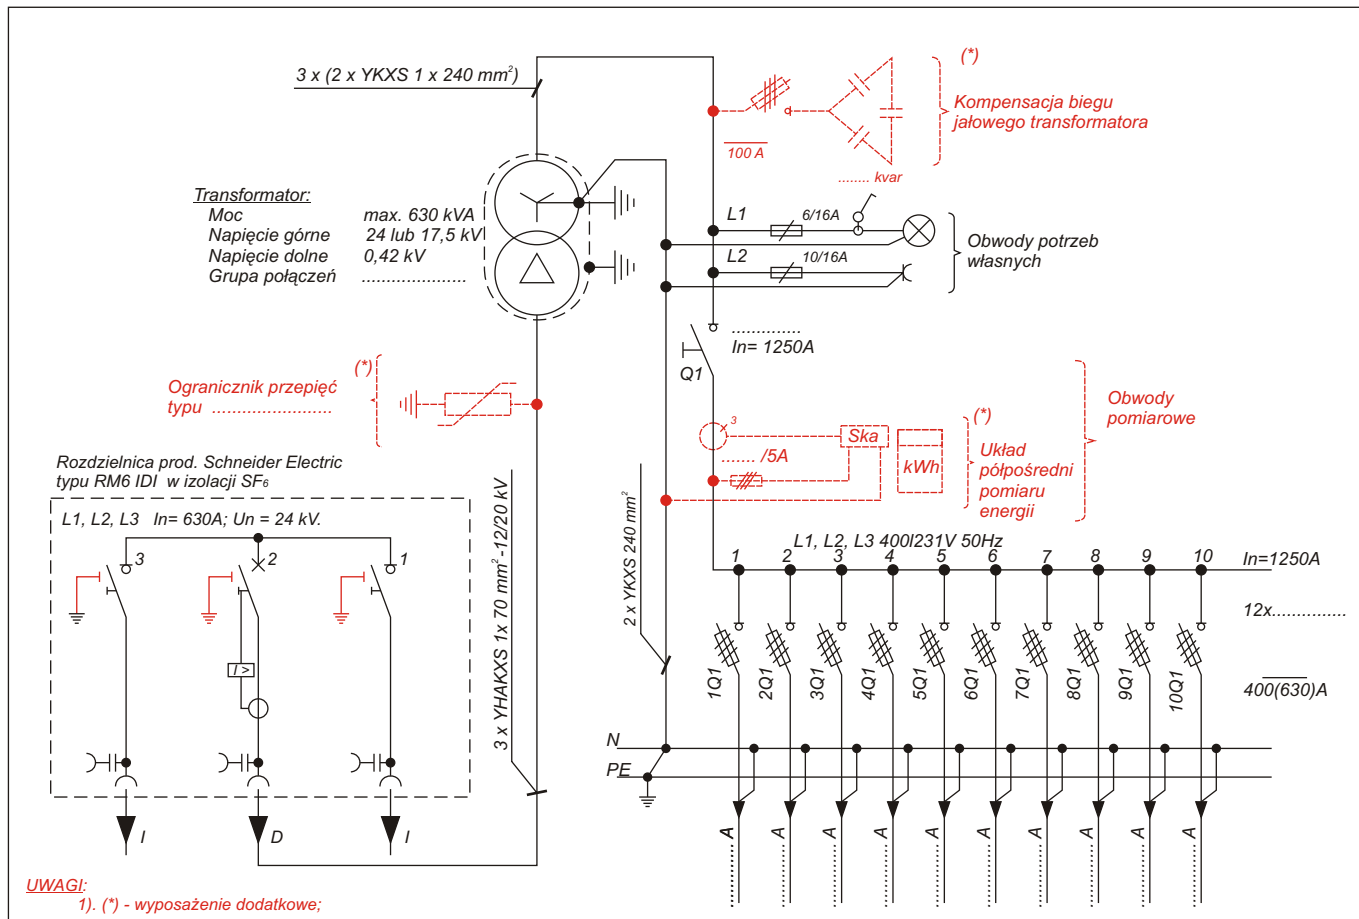 3 x (2 x YKXS 1 x 240 mm²)
(*)
Kompensacja biegu
jałowego transformatora
100 A
........ kvar
Transformator:
Moc max. 630 kVA
Napięcie górne 24 lub 17,5 kV
Napięcie dolne 0,42 kV
Grupa połączeń .....................
L1
6/16A
L2
10/16A
Obwody potrzeb
własnych
..............
In= 1250A
Q1
(*)
Ogranicznik przepięć
typu .......................
3
....... /5A
Ska
kWh
(*)
Układ
półpośredni
pomiaru
energii
Obwody
pomiarowe
Rozdzielnica prod. Schneider Electric
typu RM6 IDI w izolacji SF6
L1, L2, L3 In= 630A; Un = 24 kV.
3
2
1
I >
I
D
I
3 x YHAKXS 1x 70 mm²-12/20 kV
2 x YKXS 240 mm²
L1, L2, L3 400I231V 50Hz
1 2 3 4 5 6 7 8 9 10
In=1250A
12x...............
400(630)A
1Q1 2Q1 3Q1 4Q1 5Q1 6Q1 7Q1 8Q1 9Q1 10Q1
N
PE
A A A A A A A A A A
UWAGI:
1). (*) - wyposażenie dodatkowe;